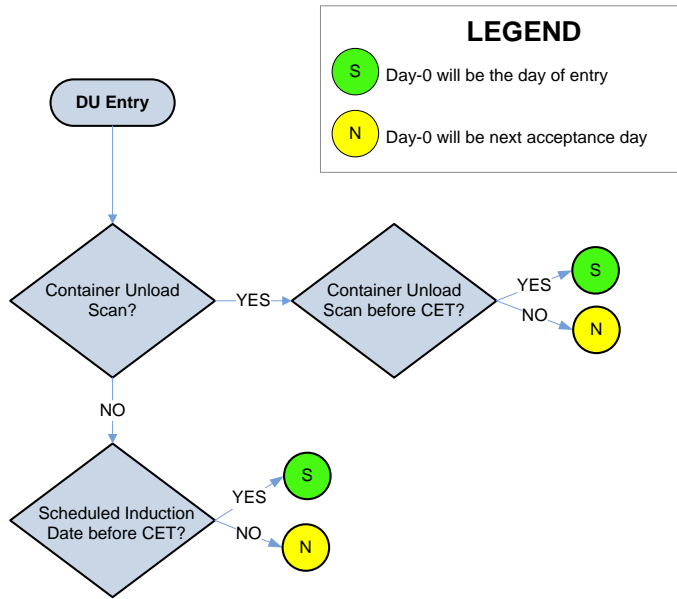 LEGEND
S Day-0 will be the day of entry
N Day-0 will be next acceptance day
DU Entry
Container Unload
Scan?
YES
Container Unload
Scan before CET?
YES
S
NO
N
NO
Scheduled Induction
Date before CET?
YES
S
NO
N